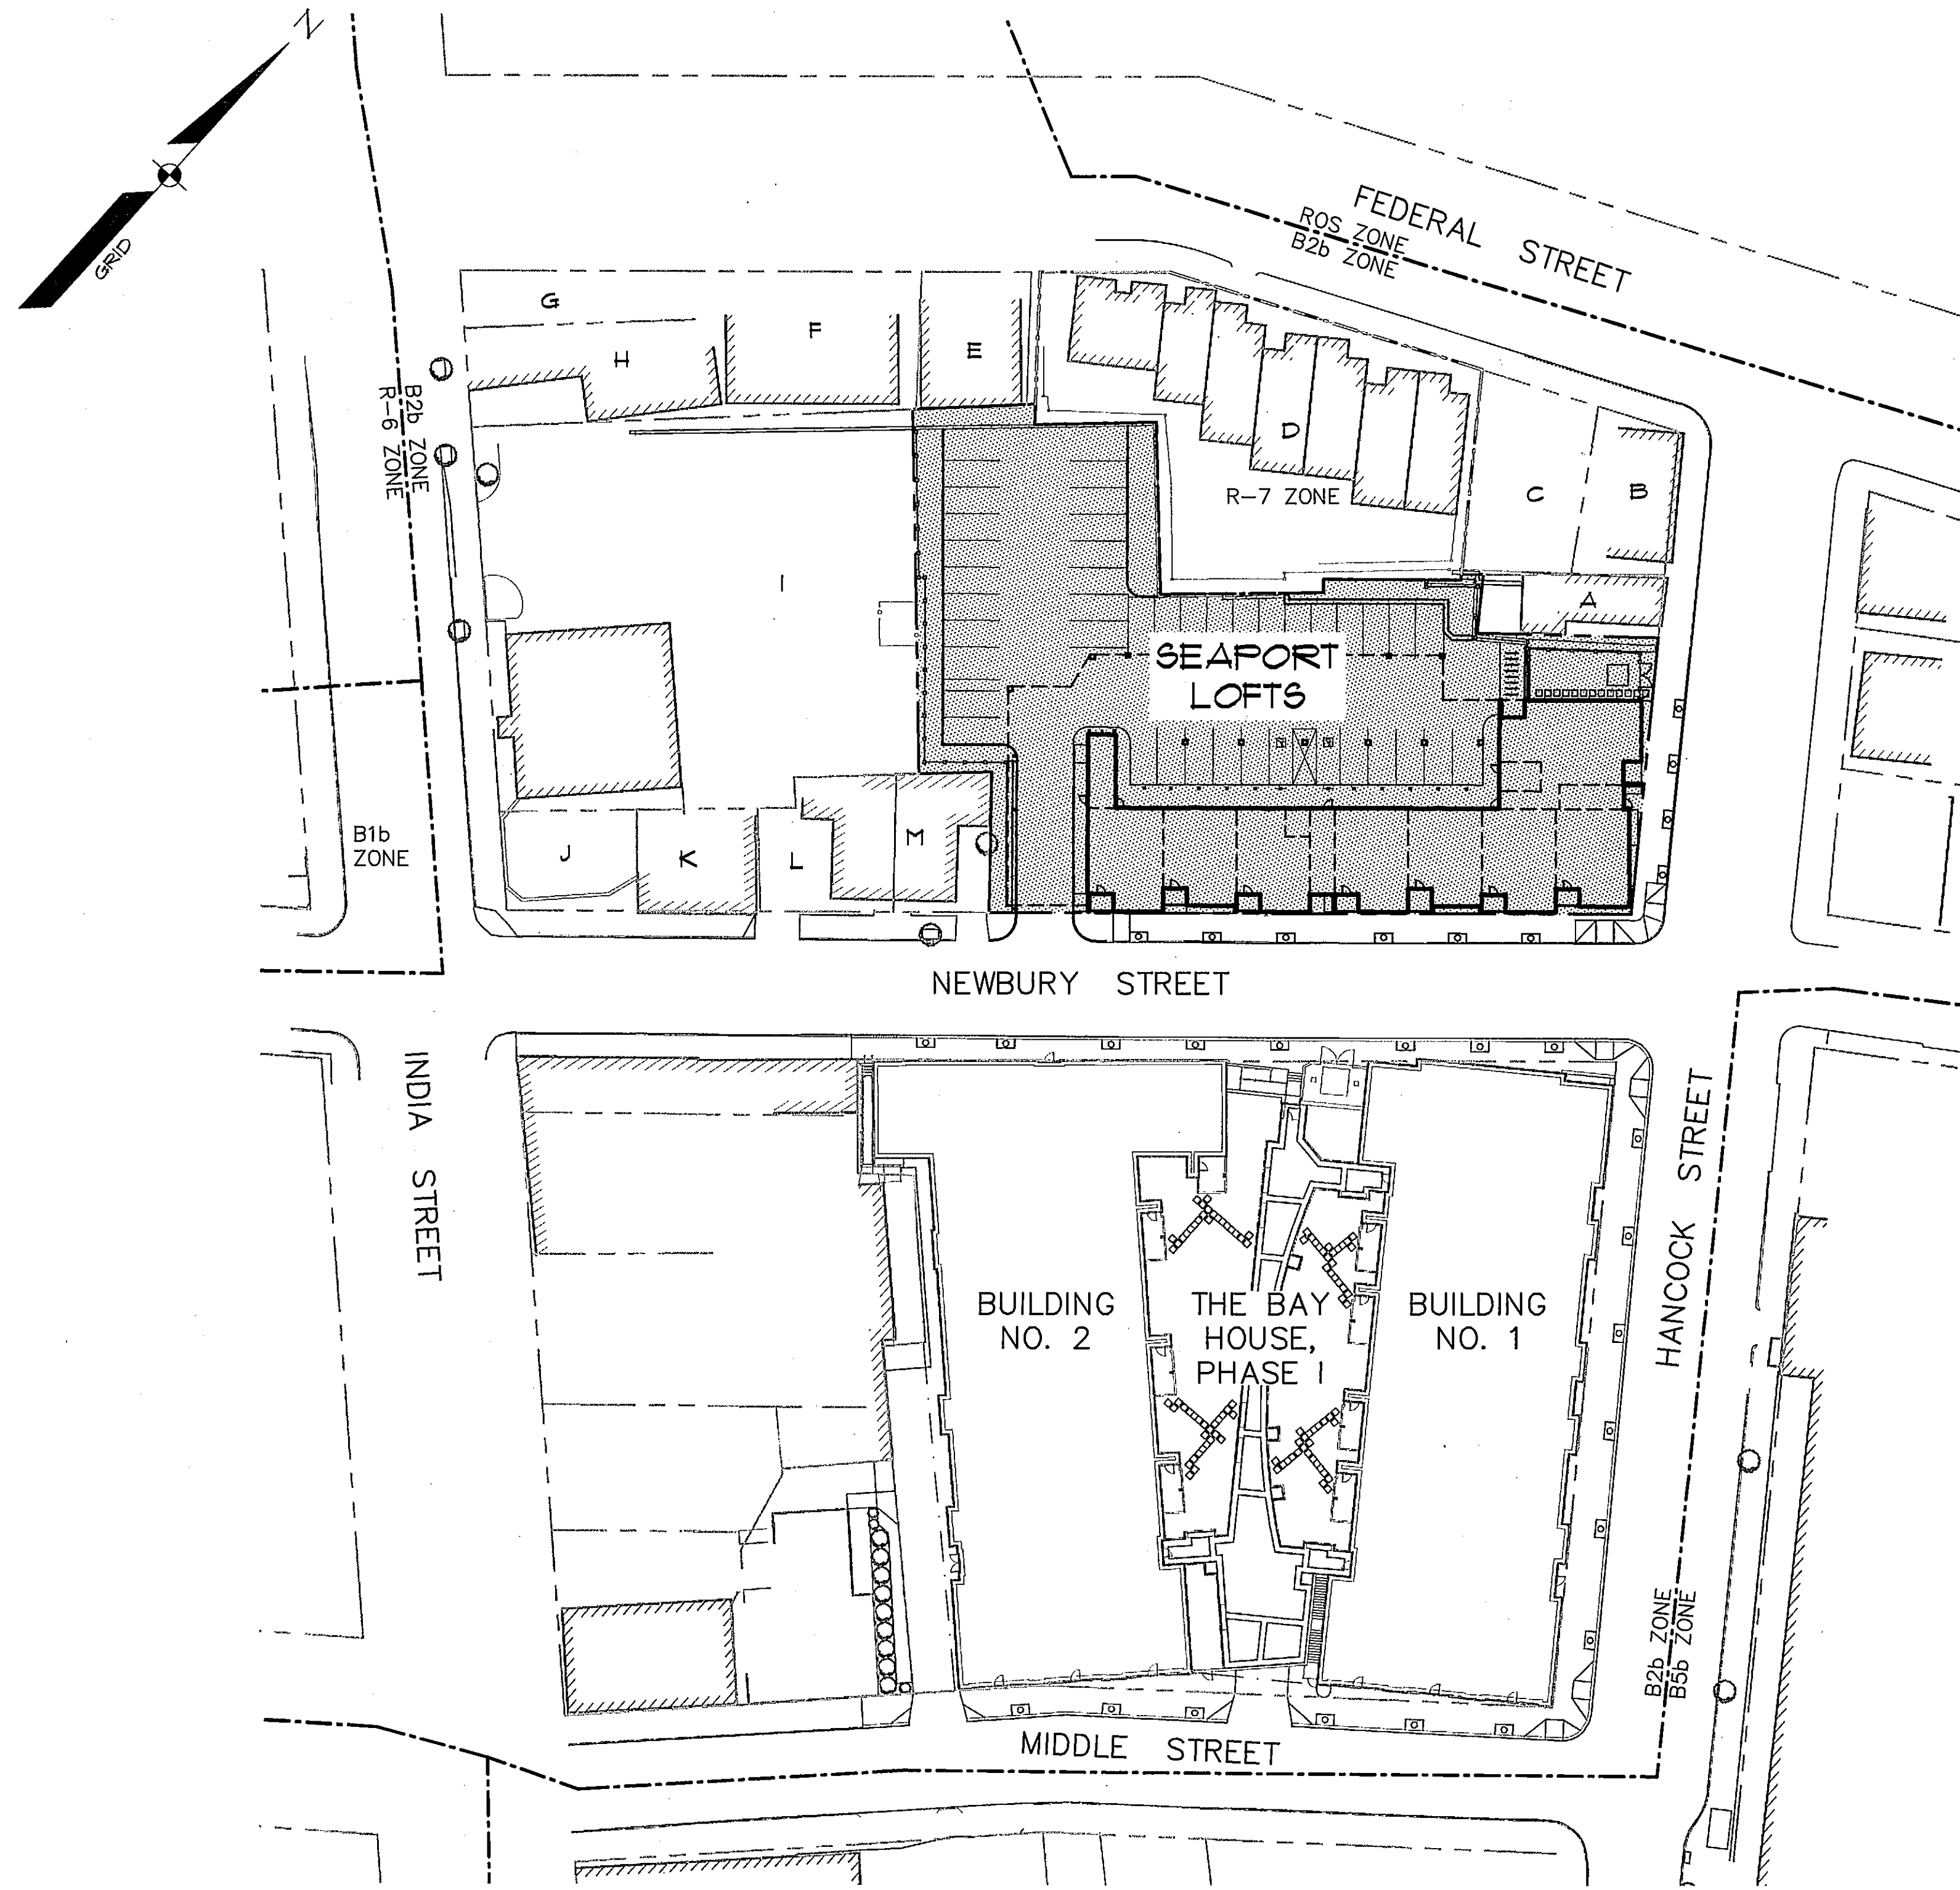 N
GRID
FEDERAL STREET
ROS ZONE
B2b ZONE
G
H
F
E
D
R-7 ZONE
C
B
A
B2b ZONE
R-6 ZONE
I
SEAPORT
LOFTS
B1b
ZONE
J
K
L
M
NEWBURY STREET
INDIA STREET
HANCOCK STREET
BUILDING
NO. 2
THE BAY
HOUSE,
PHASE I
BUILDING
NO. 1
B2b ZONE
B5b ZONE
MIDDLE STREET